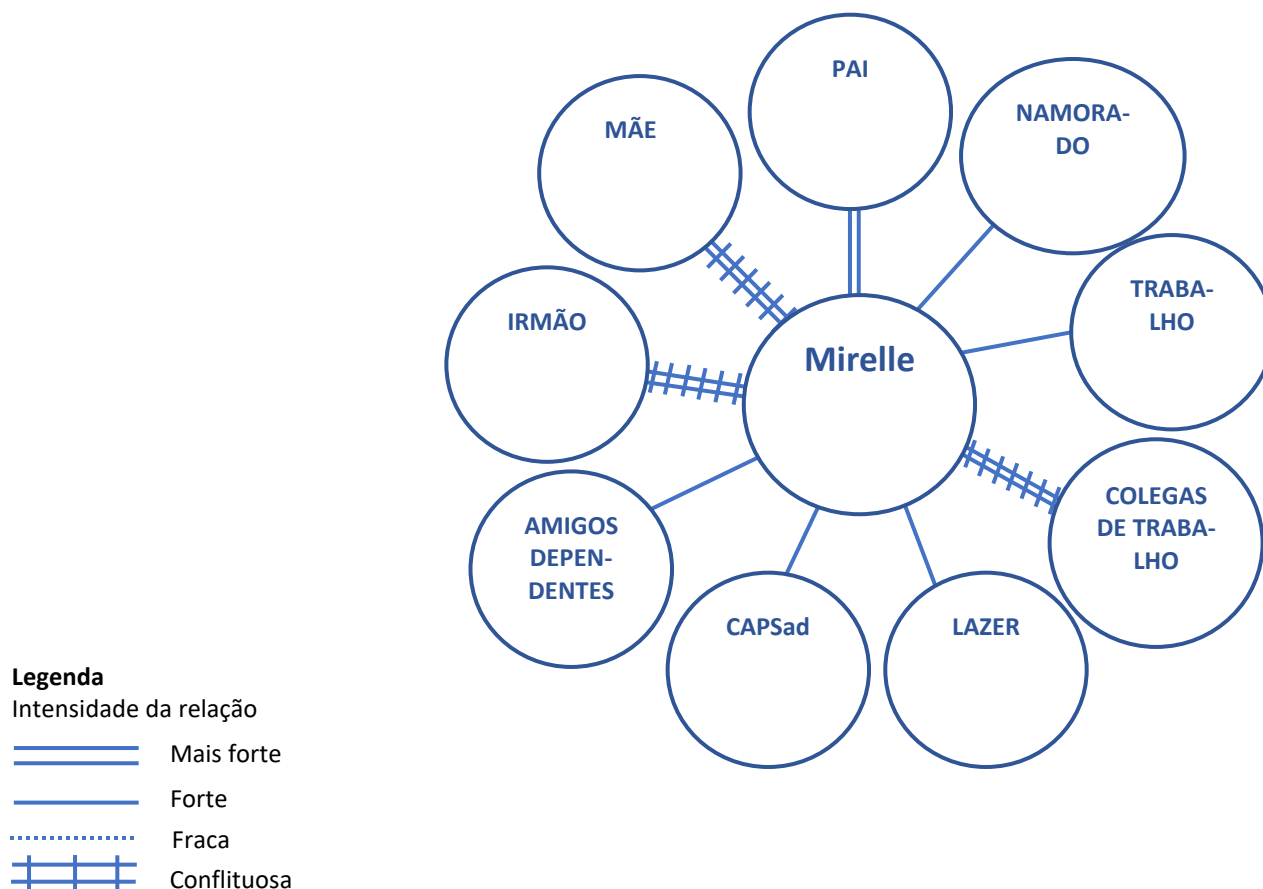 PAI
MÃE
NAMORA-
DO
TRABA-
LHO
IRMÃO
Mirelle
COLEGAS
DE TRABA-
LHO
AMIGOS
DEPEN-
DENTES
CAPSad
LAZER
Legenda
Intensidade da relação
Mais forte
Forte
Fraca
Conflituosa